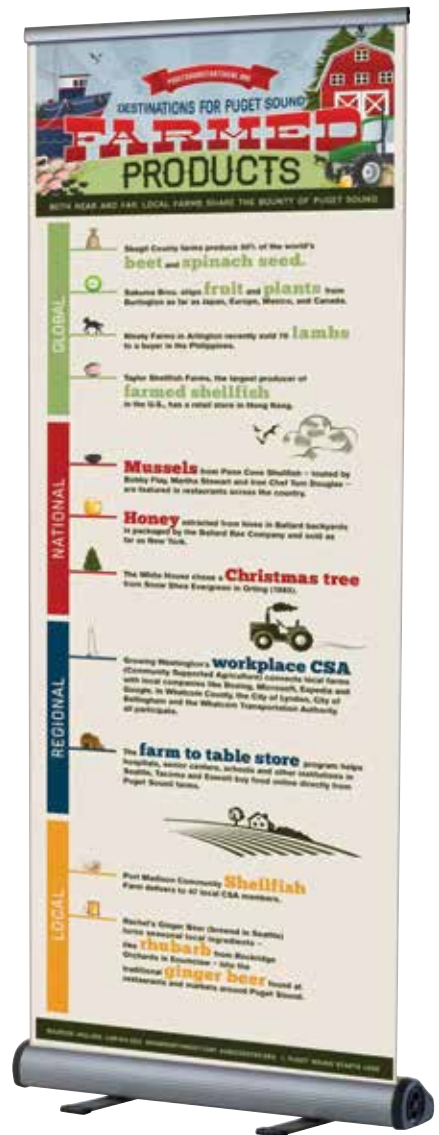 DESTINATIONS FOR PUGET SOUND
FARMED
PRODUCTS
BOTH NEAR AND FAR, LOCAL FARMS SHARE THE BOUNTY OF PUGET SOUND
GLOBAL
Skagit County farms produce 50% of the world's
beet and spinach seed.
Sakuma Bros. ships fruit and plants from
Burlington as far as Japan, Europe, Mexico, and Canada.
Ninety Farms in Arlington recently sold 70 lambs
to a buyer in the Philippines.
Taylor Shellfish Farms, the largest producer of
farmed shellfish
in the U.S., has a retail store in Hong Kong.
NATIONAL
Mussels from Penn Cove Shellfish – touted by
Bobby Flay, Martha Stewart and Iron Chef Tom Douglas –
are featured in restaurants across the country.
Honey extracted from hives in Ballard backyards
is packaged by the Ballard Bee Company and sold as
far as New York.
The White House chose a Christmas tree
from Snow Shoe Evergreen in Orting
REGIONAL
Growing Washington's workplace CSA
(Community Supported Agriculture) connects local farms
with local companies like Boeing, Microsoft, Expedia and
Google. In Whatcom County, the City of Lynden, City of
Bellingham and the Whatcom Transportation Authority
all participate.
The farm to table store program helps
hospitals, senior centers, schools and other institutions in
Seattle, Tacoma and Everett buy food online directly from
Puget Sound farms.
LOCAL
Port Madison Community Shellfish
Farm delivers to 47 local CSA members.
Rachel's Ginger Beer (brewed in Seattle)
turns seasonal local ingredients –
like rhubarb from Rockridge
Orchards in Enumclaw – into the
traditional ginger beer found at
restaurants and markets around Puget Sound.